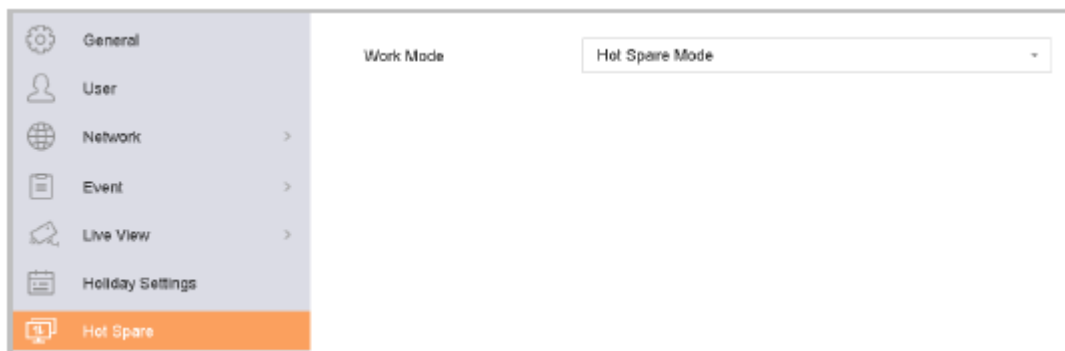 General
Work Mode
Hot Spare Mode
User
Network
Event
Live View
Holiday Settings
Hot Spare